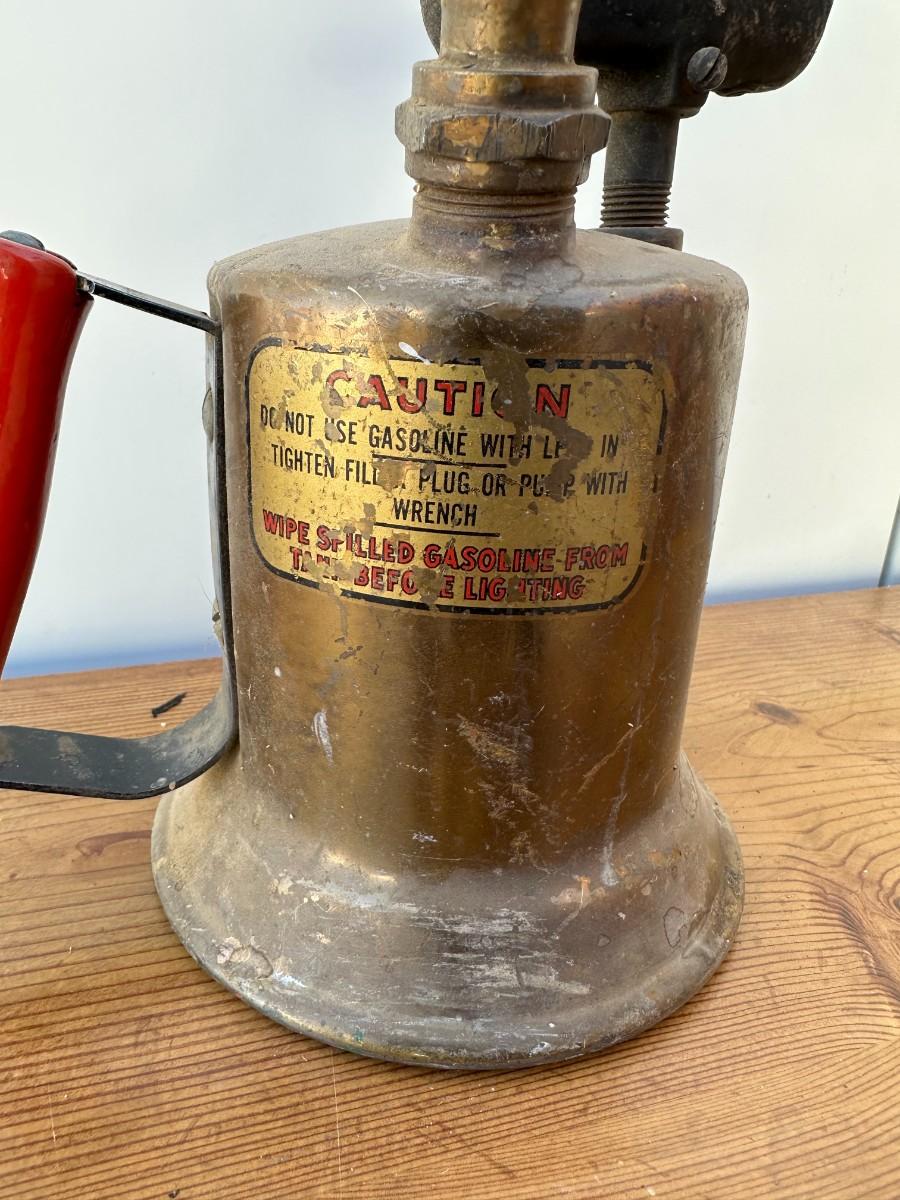 CAUTION
DO NOT USE GASOLINE WITH LEAD IN
TIGHTEN FILLER PLUG OR PUMP WITH
WRENCH
WIPE SPILLED GASOLINE FROM
TANK BEFORE LIGHTING